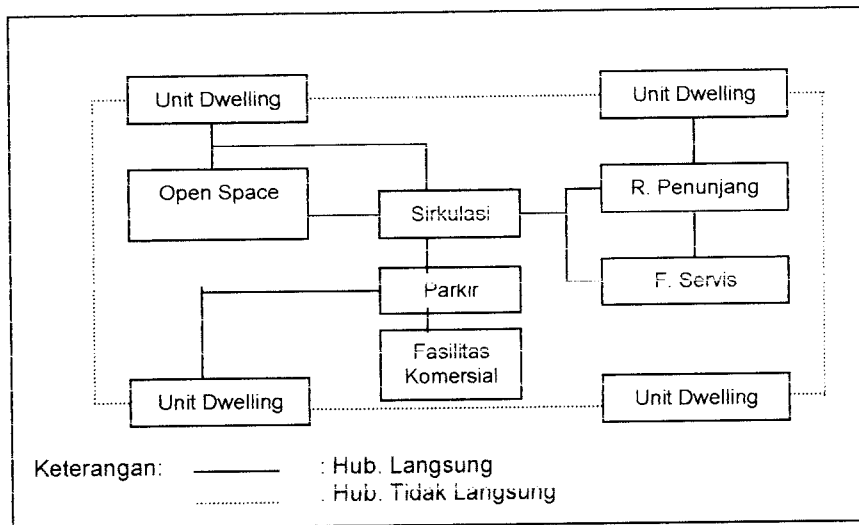 Unit Dwelling
Unit Dwelling
Open Space
R. Penunjang
Sirkulasi
F. Servis
Parkir
Fasilitas
Komersial
Unit Dwelling
Unit Dwelling
Keterangan:
: Hub. Langsung
: Hub. Tidak Langsung